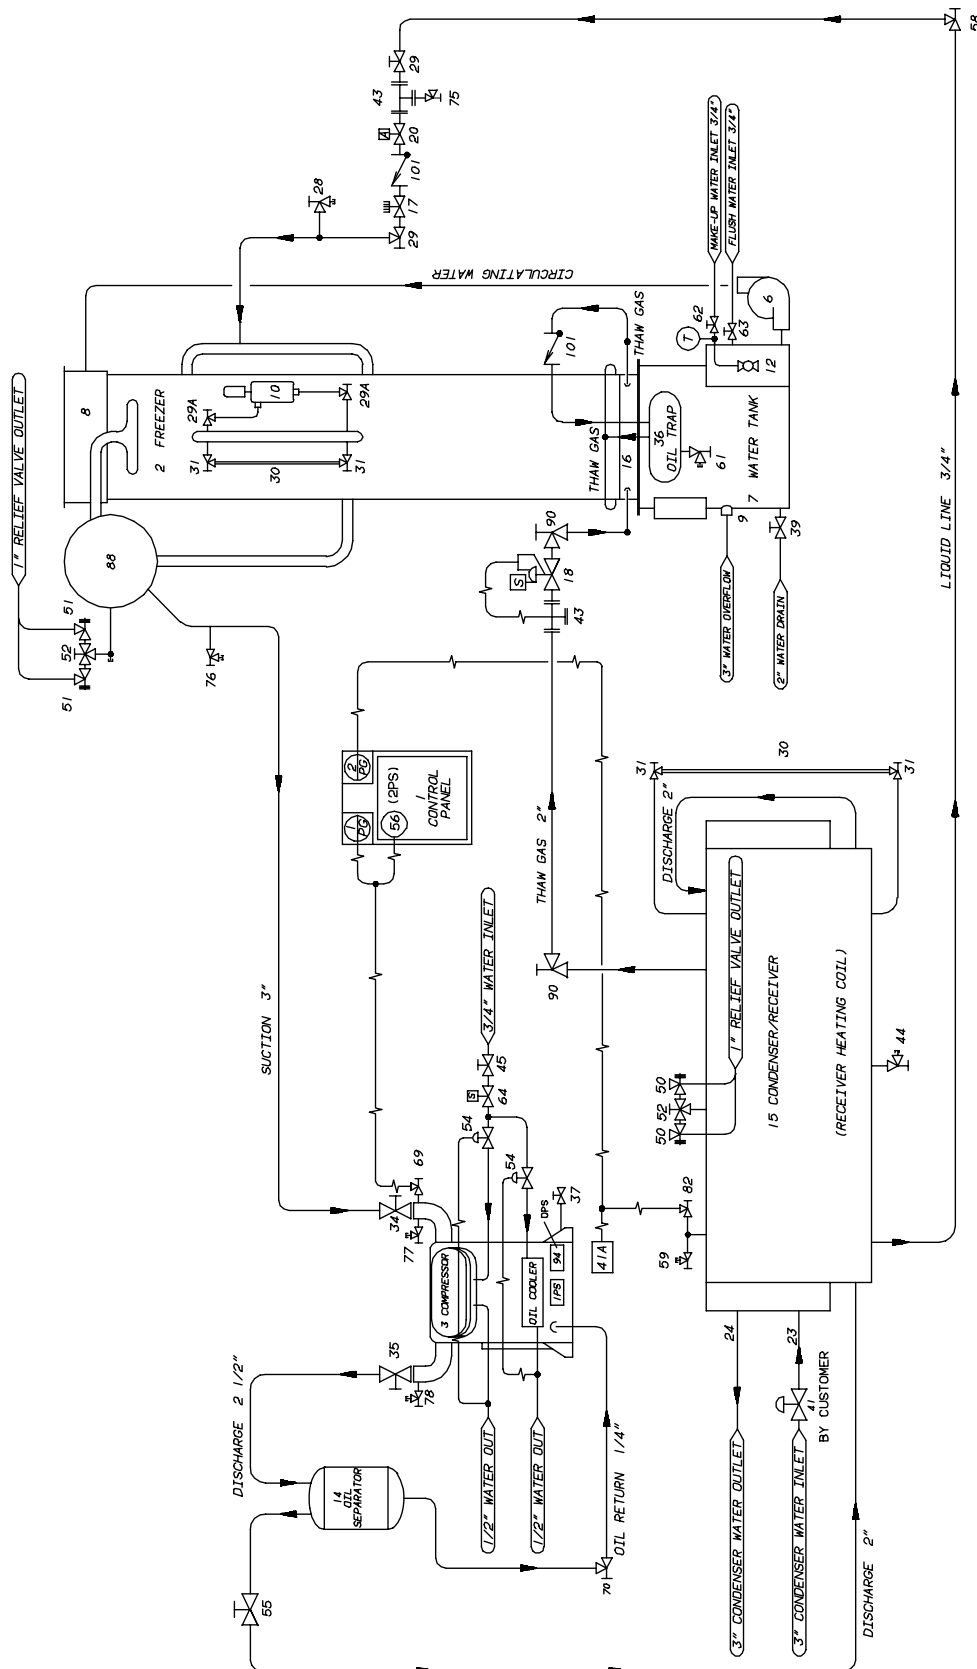 1" RELIEF VALVE OUTLET
8
2 FREEZER
88
51
52
51
76
10
29A
29A
31
31
30
CIRCULATING WATER
28
29
17
101
20
43
75
29
58
LIQUID LINE 3/4"
THAW GAS
THAW GAS
16
101
36
OIL TRAP
61
7 WATER TANK
9
39
12
6
T
62
63
MAKE-UP WATER INLET 3/4"
FLUSH WATER INLET 3/4"
3" WATER OVERFLOW
2" WATER DRAIN
90
18
S
43
THAW GAS 2"
90
1
PG
2
PG
56
(2PS)
1
CONTROL
PANEL
SUCTION 3"
3/4" WATER INLET
45
64
S
54
54
69
34
77
3 COMPRESSOR
OIL COOLER
1PS
94
OPS
37
41A
35
78
DISCHARGE 2 1/2"
14
OIL
SEPARATOR
55
1/2" WATER OUT
1/2" WATER OUT
OIL RETURN 1/4"
70
15 CONDENSER/RECEIVER
(RECEIVER HEATING COIL)
1" RELIEF VALVE OUTLET
50
52
50
82
59
44
DISCHARGE 2"
30
31
31
24
23
41
BY CUSTOMER
3" CONDENSER WATER OUTLET
3" CONDENSER WATER INLET
DISCHARGE 2"
A